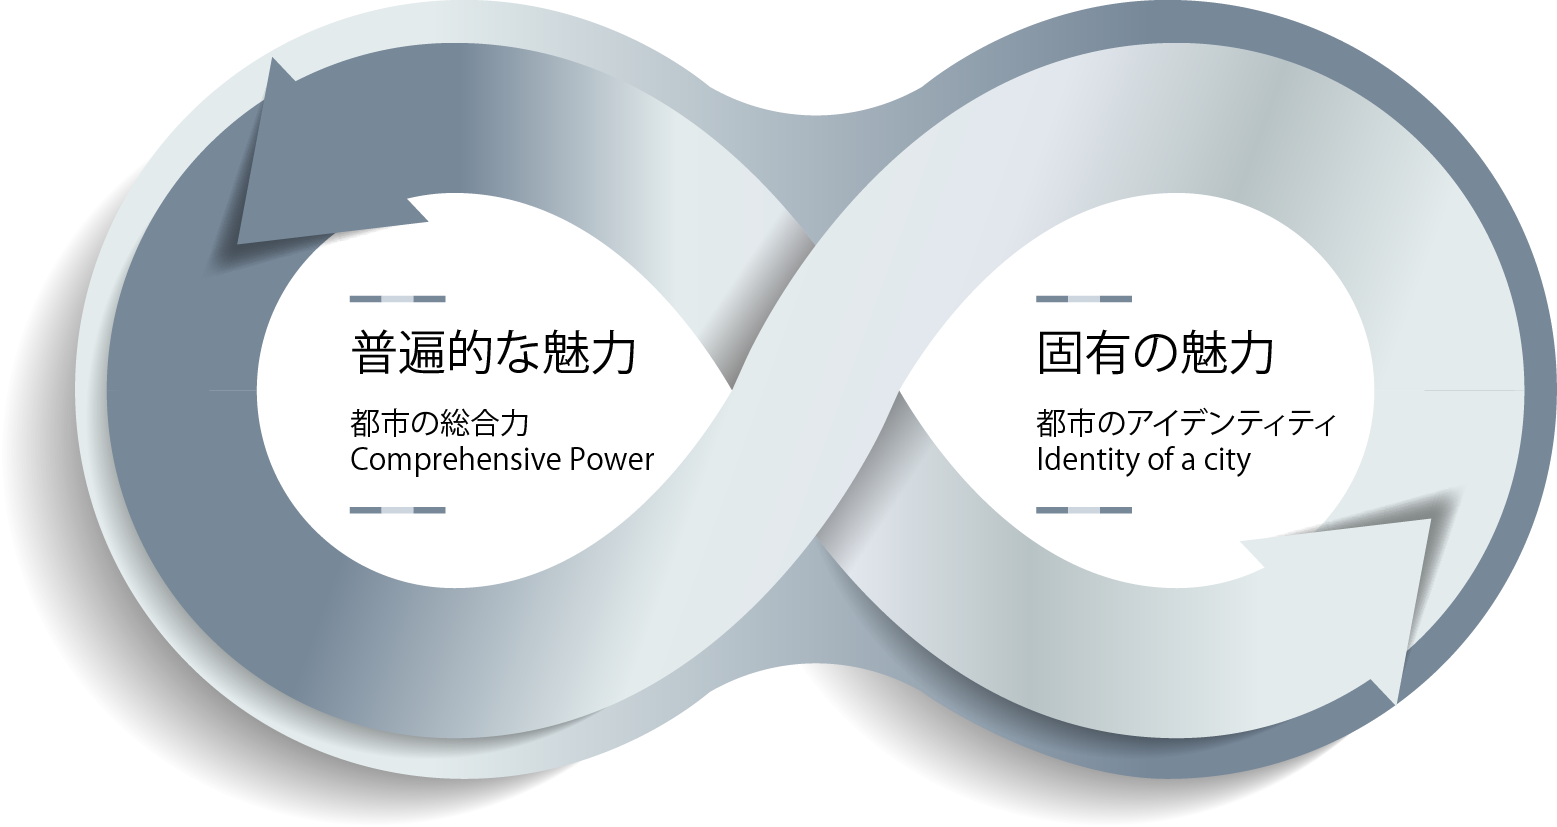 普遍的な魅力
都市の総合力
Comprehensive Power
固有の魅力
都市のアイデンティティ
Identity of a city